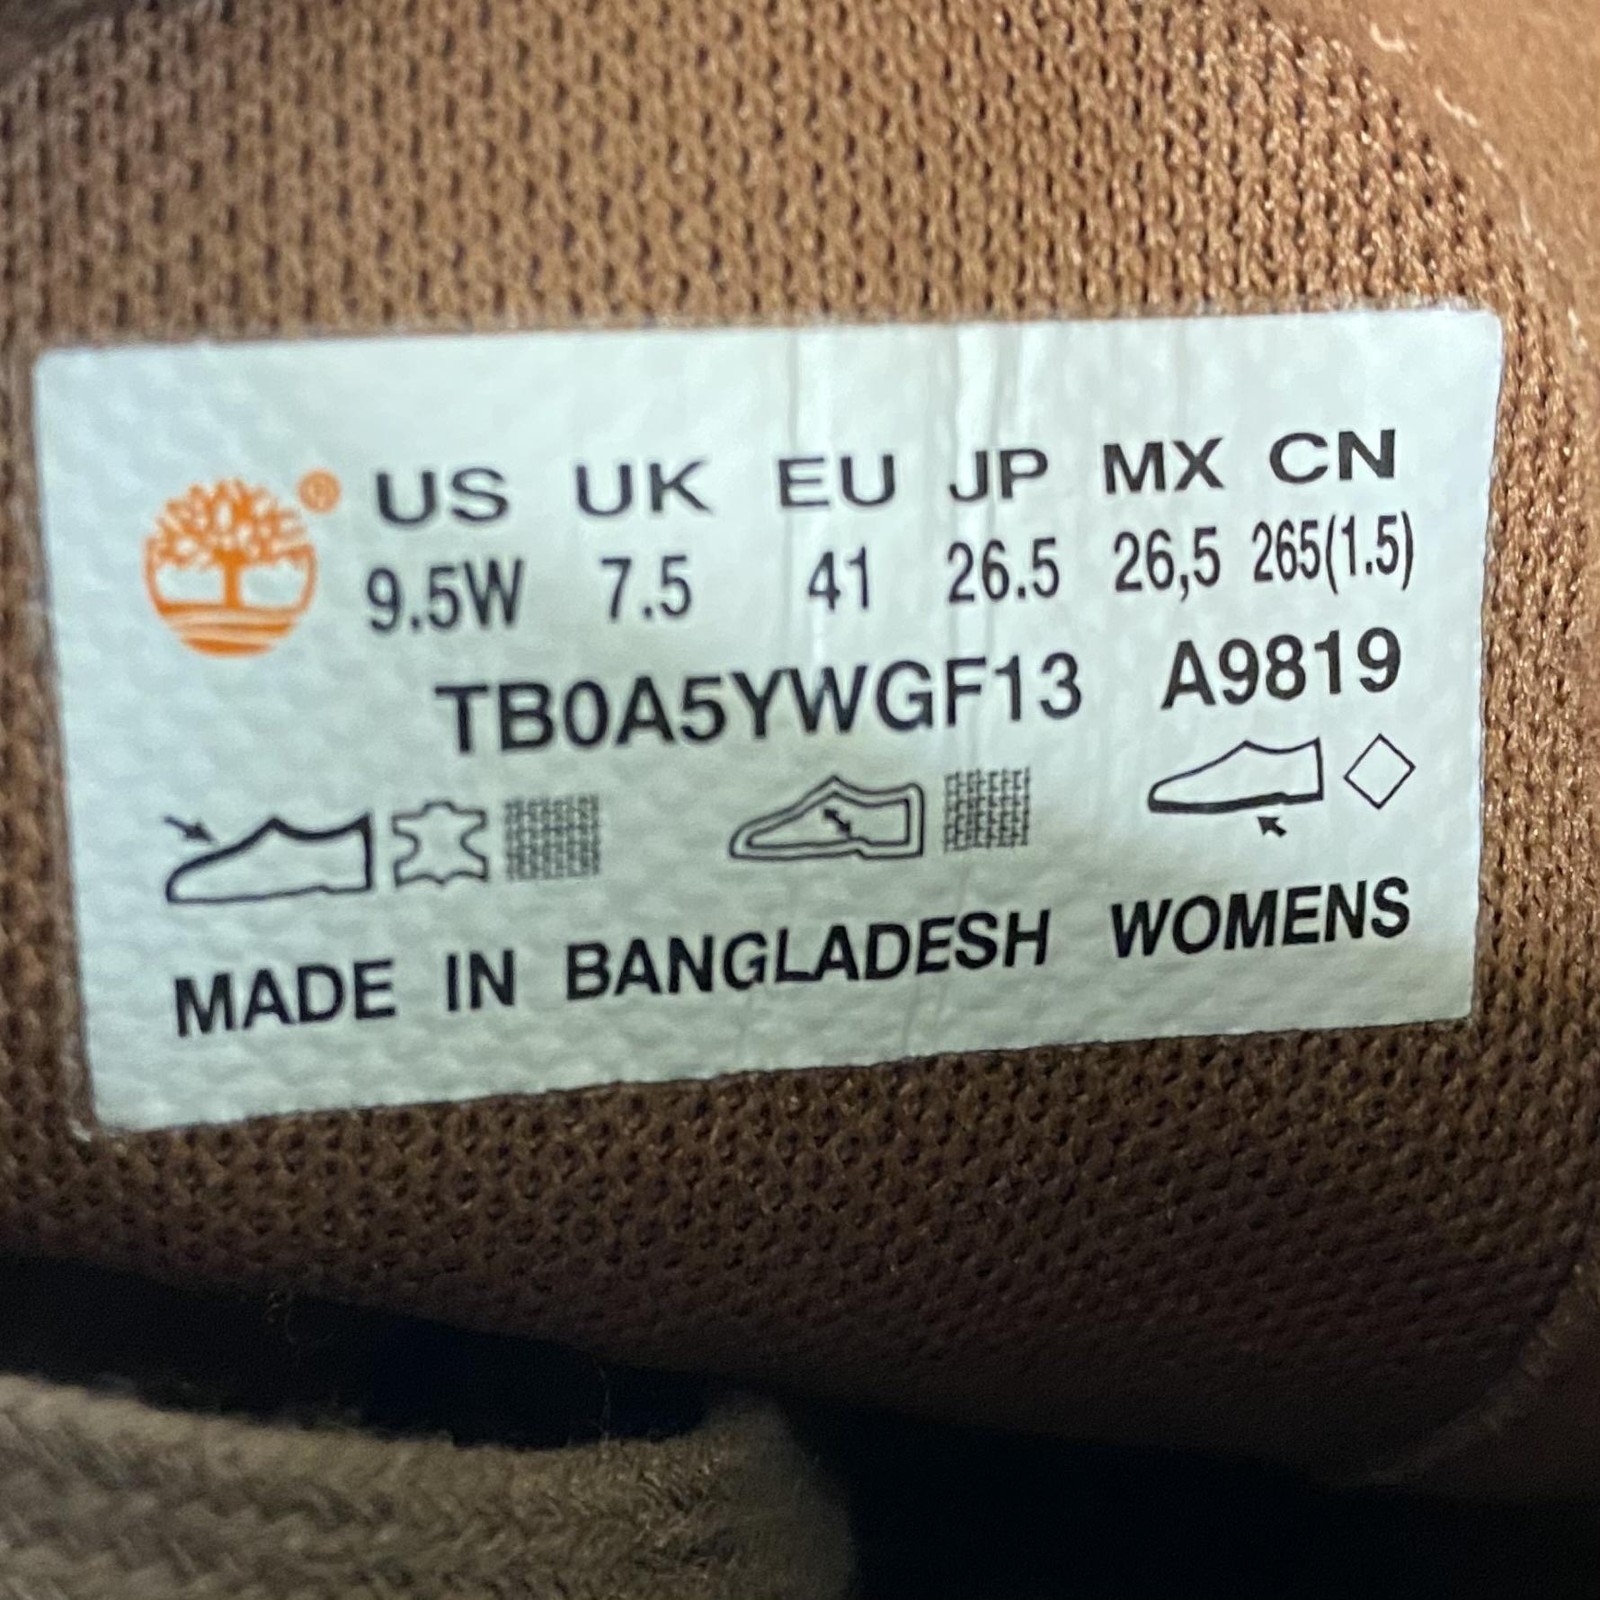 ® US UK EU JP MX CN
9.5W 7.5 41 26.5 26,5 265(1.5)
TB0A5YWGF13 A9819
MADE IN BANGLADESH WOMENS